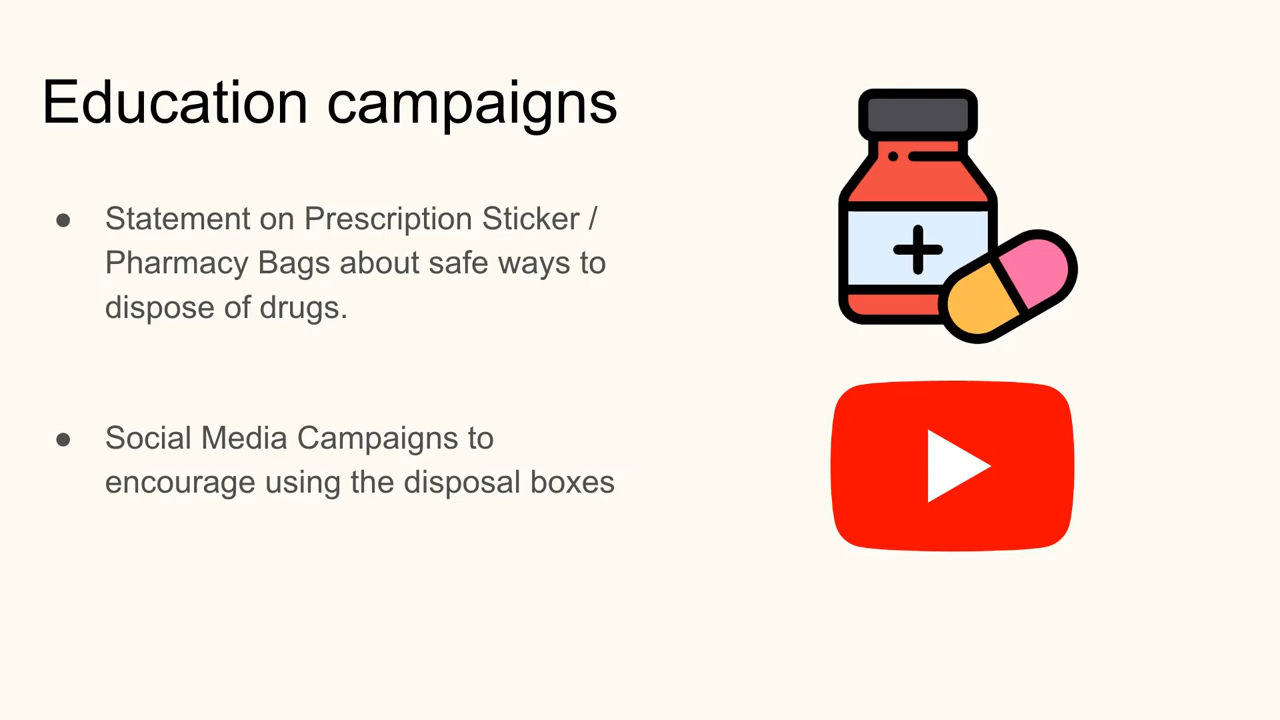 Education campaigns
● Statement on Prescription Sticker /
Pharmacy Bags about safe ways to
dispose of drugs.
● Social Media Campaigns to
encourage using the disposal boxes